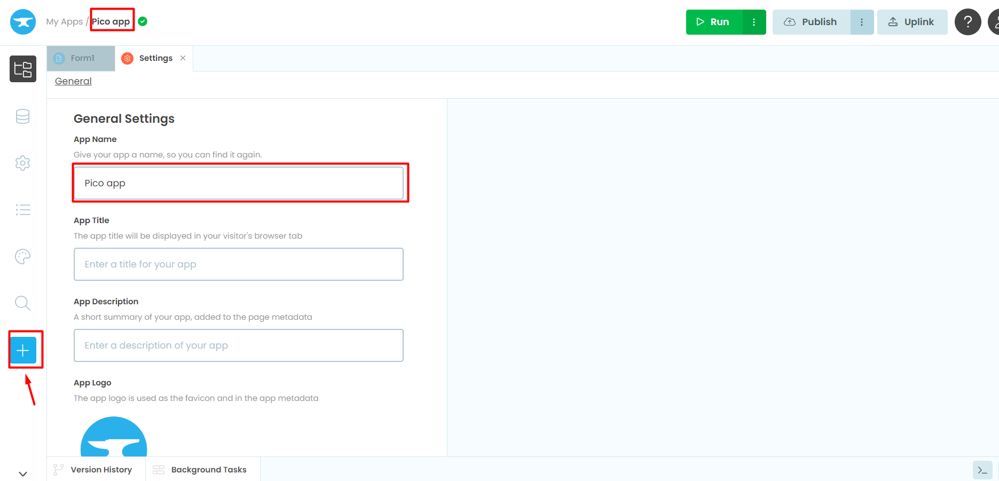 My Apps / Pico app
Run
Publish
Uplink
?
Form1
Settings
General
General Settings
App Name
Give your app a name, so you can find it again.
Pico app
App Title
The app title will be displayed in your visitor's browser tab
Enter a title for your app
App Description
A short summary of your app, added to the page metadata
Enter a description of your app
App Logo
The app logo is used as the favicon and in the app metadata
Version History
Background Tasks